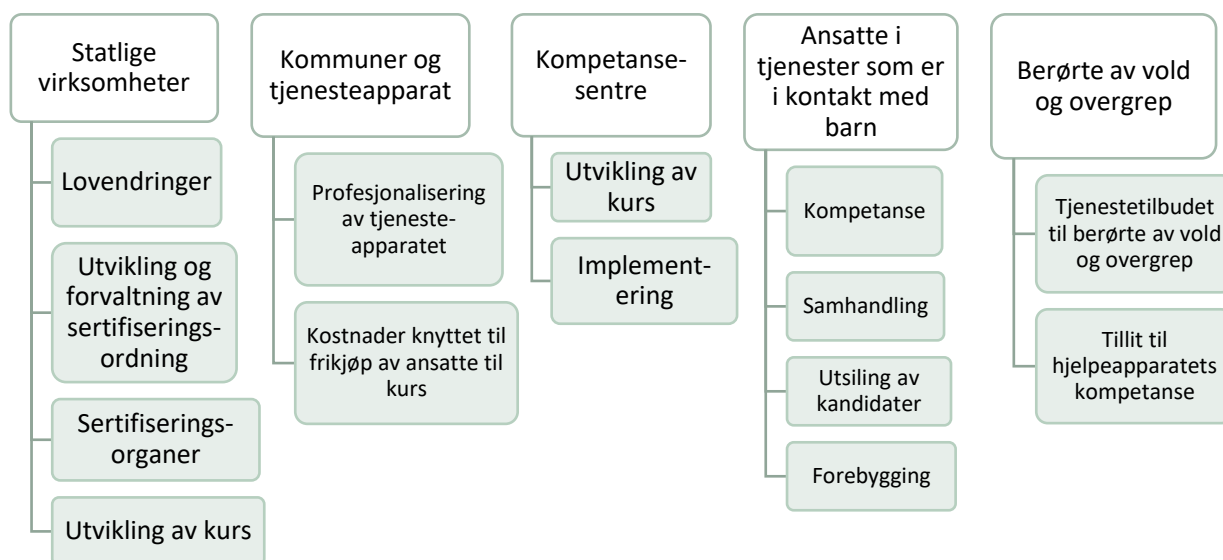 Statlige
virksomheter
Lovendringer
Utvikling og
forvaltning av
sertifiserings-
ordning
Sertifiserings-
organer
Utvikling av kurs
Kommuner og
tjenesteapparat
Profesjonalisering
av tjeneste-
apparatet
Kostnader knyttet til
frikjøp av ansatte til
kurs
Kompetanse-
sentre
Utvikling av
kurs
Implement-
ering
Ansatte i
tjenester som er
i kontakt med
barn
Kompetanse
Samhandling
Utsiling av
kandidater
Forebygging
Berørte av vold
og overgrep
Tjenestetilbudet
til berørte av vold
og overgrep
Tillit til
hjelpeapparatets
kompetanse